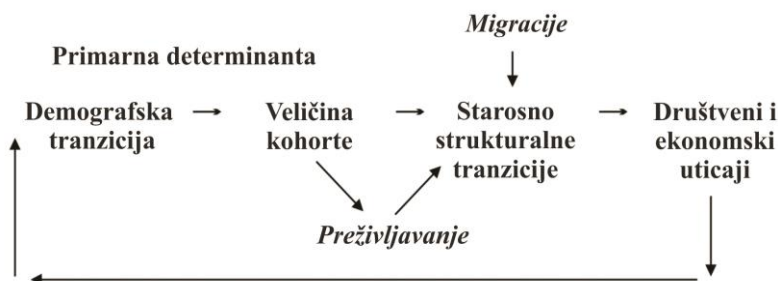 Migracije
Primarna determinanta
Demografska
tranzicija
Veličina
kohorte
Starosno
strukturalne
tranzicije
Društveni i
ekonomski
uticaji
Preživljavanje